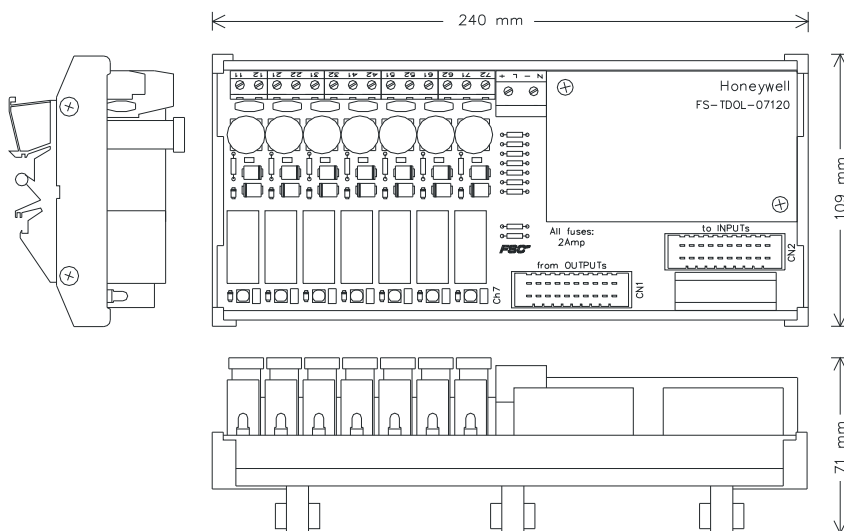 240 mm
11 12 21 22 31 32 41 42 51 52 61 62 71 72 + L - N
Honeywell
FS-TDOL-07120
109 mm
All fuses:
2Amp
to INPUTs
CN2
FSC
from OUTPUTs
CN1
Ch7
71 mm